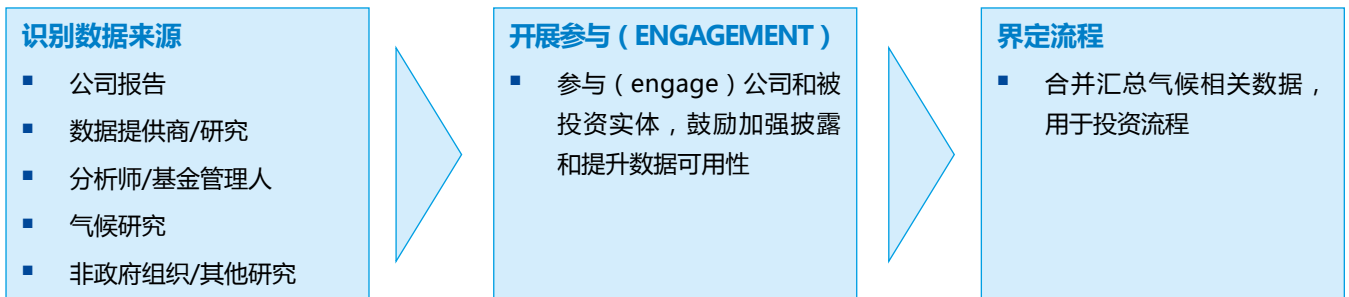 识别数据来源
▪ 公司报告
▪ 数据提供商/研究
▪ 分析师/基金管理人
▪ 气候研究
▪ 非政府组织/其他研究
开展参与（ENGAGEMENT）
▪ 参与（engage）公司和被
投资实体，鼓励加强披露
和提升数据可用性
界定流程
▪ 合并汇总气候相关数据，
用于投资流程